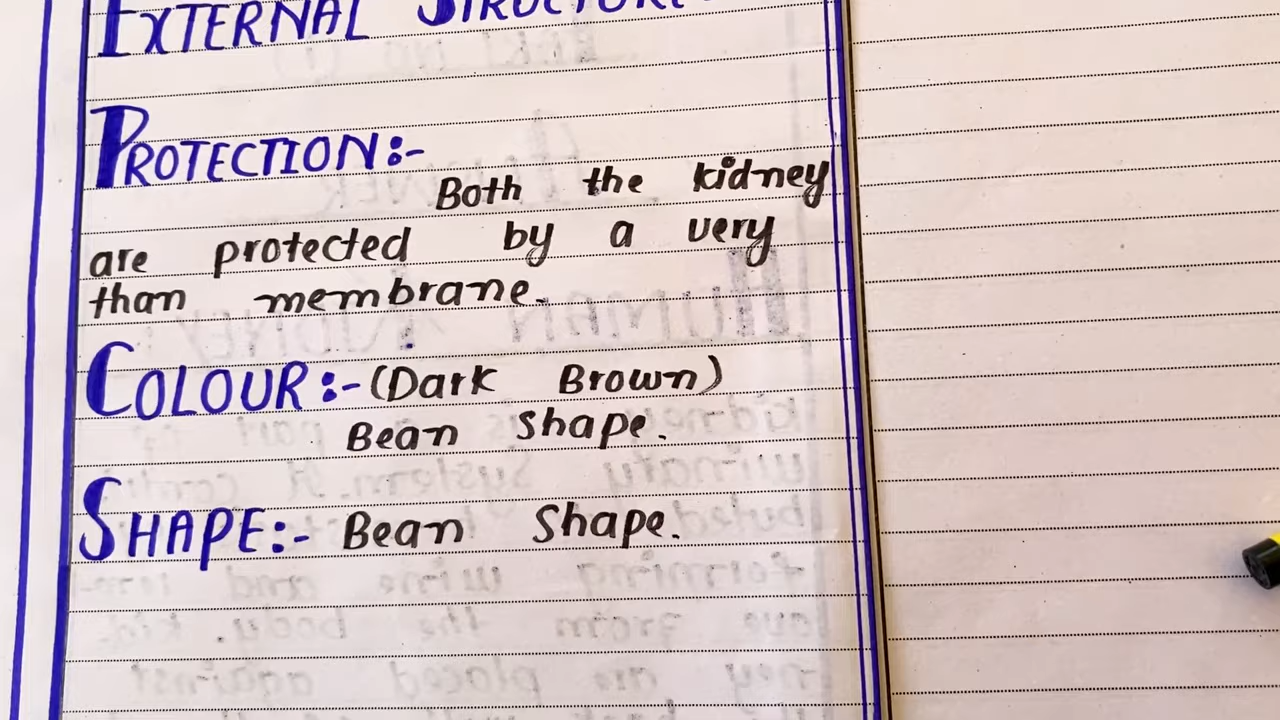 EXTERNAL STRUCTURE
PROTECTION:-
Both the kidney
are protected by a very
than membrane.
COLOUR:- (Dark Brown)
Bean shape.
SHAPE:- Bean Shape.